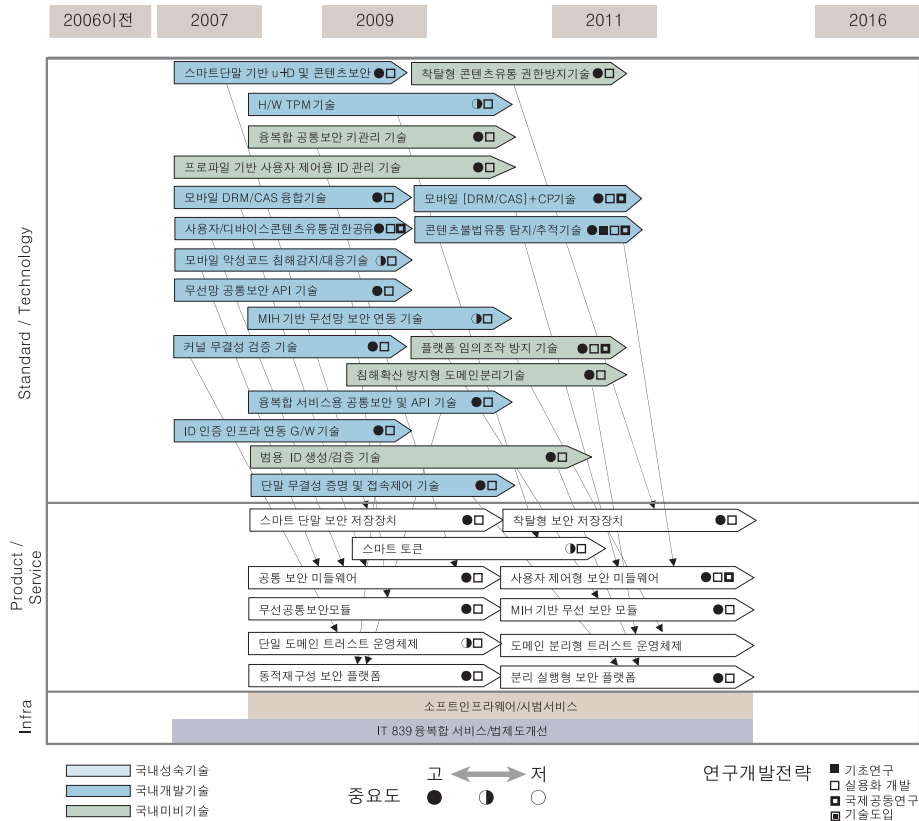 2006이전 2007 2009 2011 2016
Standard / Technology
스마트단말 기반 u+D 및 콘텐츠보안
착탈형 콘텐츠유통 권한방지기술
H/W TPM 기술
융복합 공통보안 키관리 기술
프로파일 기반 사용자 제어용 ID 관리 기술
모바일 DRM/CAS 융합기술
모바일 [DRM/CAS]+CP기술
사용자/디바이스콘텐츠유통권한공유
콘텐츠불법유통 탐지/추적기술
모바일 악성코드 침해감지/대응기술
무선망 공통보안 API 기술
MIH 기반 무선망 보안 연동 기술
커널 무결성 검증 기술
플랫폼 임의조작 방지 기술
침해확산 방지형 도메인분리기술
융복합 서비스용 공통보안 및 API 기술
ID 인증 인프라 연동 G/W 기술
범용 ID 생성/검증 기술
단말 무결성 증명 및 접속제어 기술
Product / Service
스마트 단말 보안 저장장치
착탈형 보안 저장장치
스마트 토큰
공통 보안 미들웨어
사용자 제어형 보안 미들웨어
무선공통보안모듈
MIH 기반 무선 보안 모듈
단일 도메인 트러스트 운영체제
도메인 분리형 트러스트 운영체제
동적재구성 보안 플랫폼
분리 실행형 보안 플랫폼
Infra
소프트인프라웨어/시범서비스
IT 839 융복합 서비스/법제도개선
국내성숙기술
국내개발기술
국내미비기술
고 저
중요도
연구개발전략
기초연구
실용화 개발
국제공동연구
기술도입